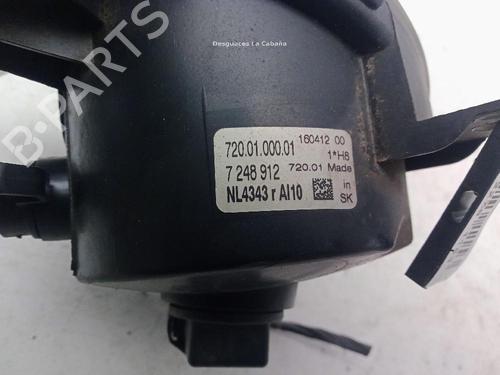 Desguaces La Cabaña
B-PARTS
720.01.000.01
160412 00
1*H8
7 248 912
720.01 Made
NL4343 r Al10
in
SK